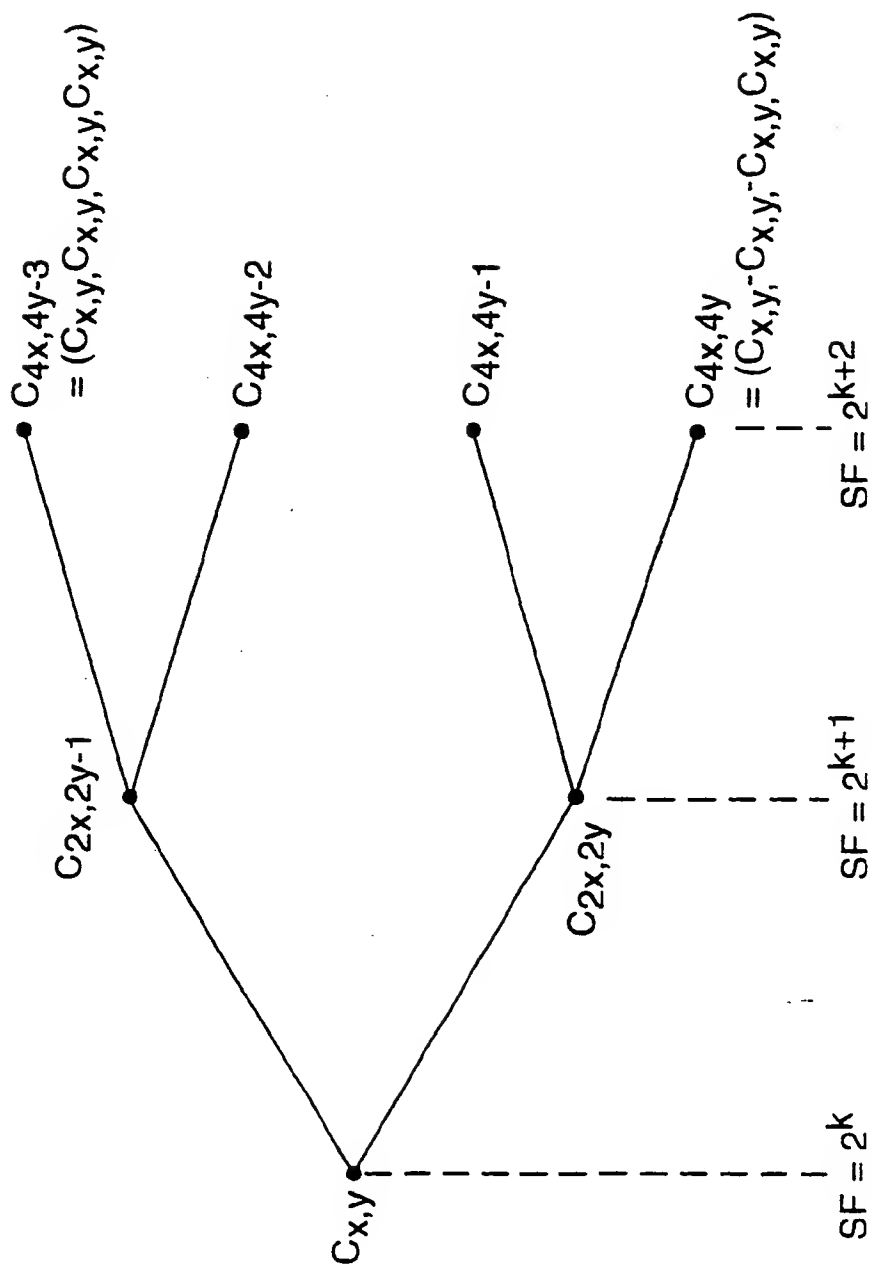 C4x,4y-3
= (Cx,y,Cx,y,Cx,y,Cx,y)
C2x,2y-1
C4x,4y-2
Cx,y
C4x,4y-1
C2x,2y
C4x,4y
= (Cx,y,-Cx,y,-Cx,y,Cx,y)
SF = 2k
SF = 2k+1
SF = 2k+2